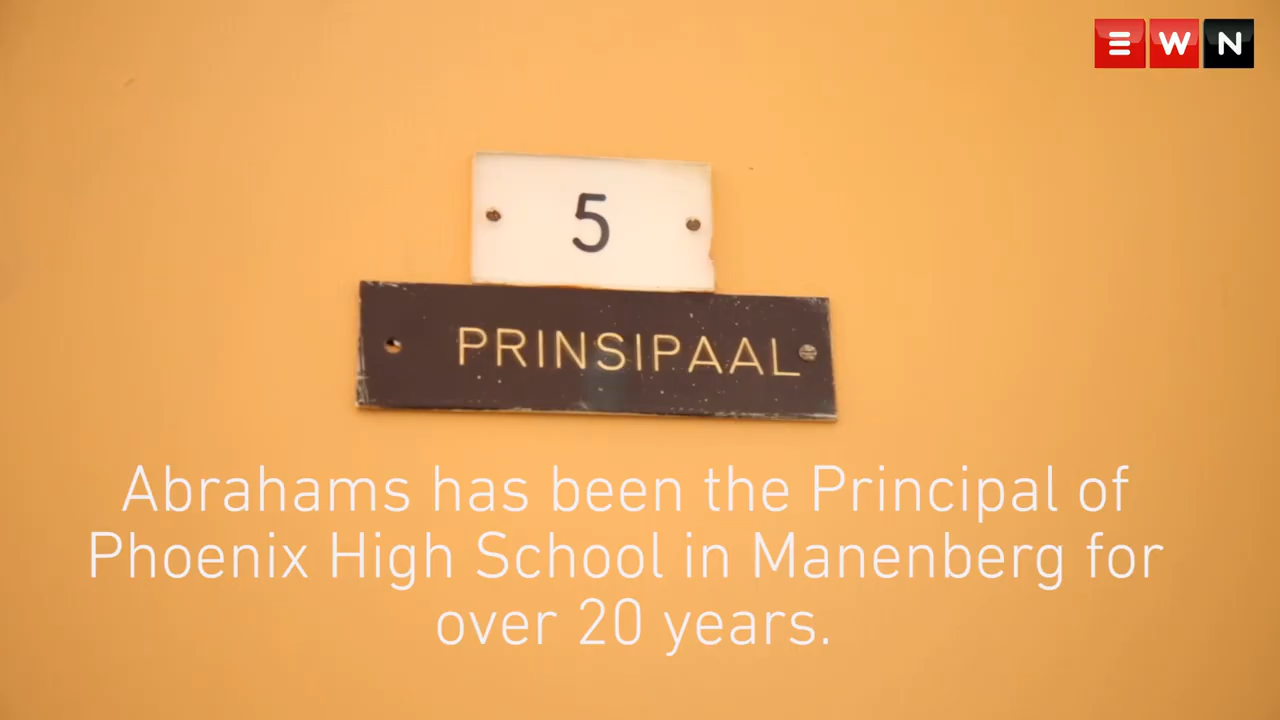 EWN
5
PRINSIPAAL
Abrahams has been the Principal of
Phoenix High School in Manenberg for
over 20 years.